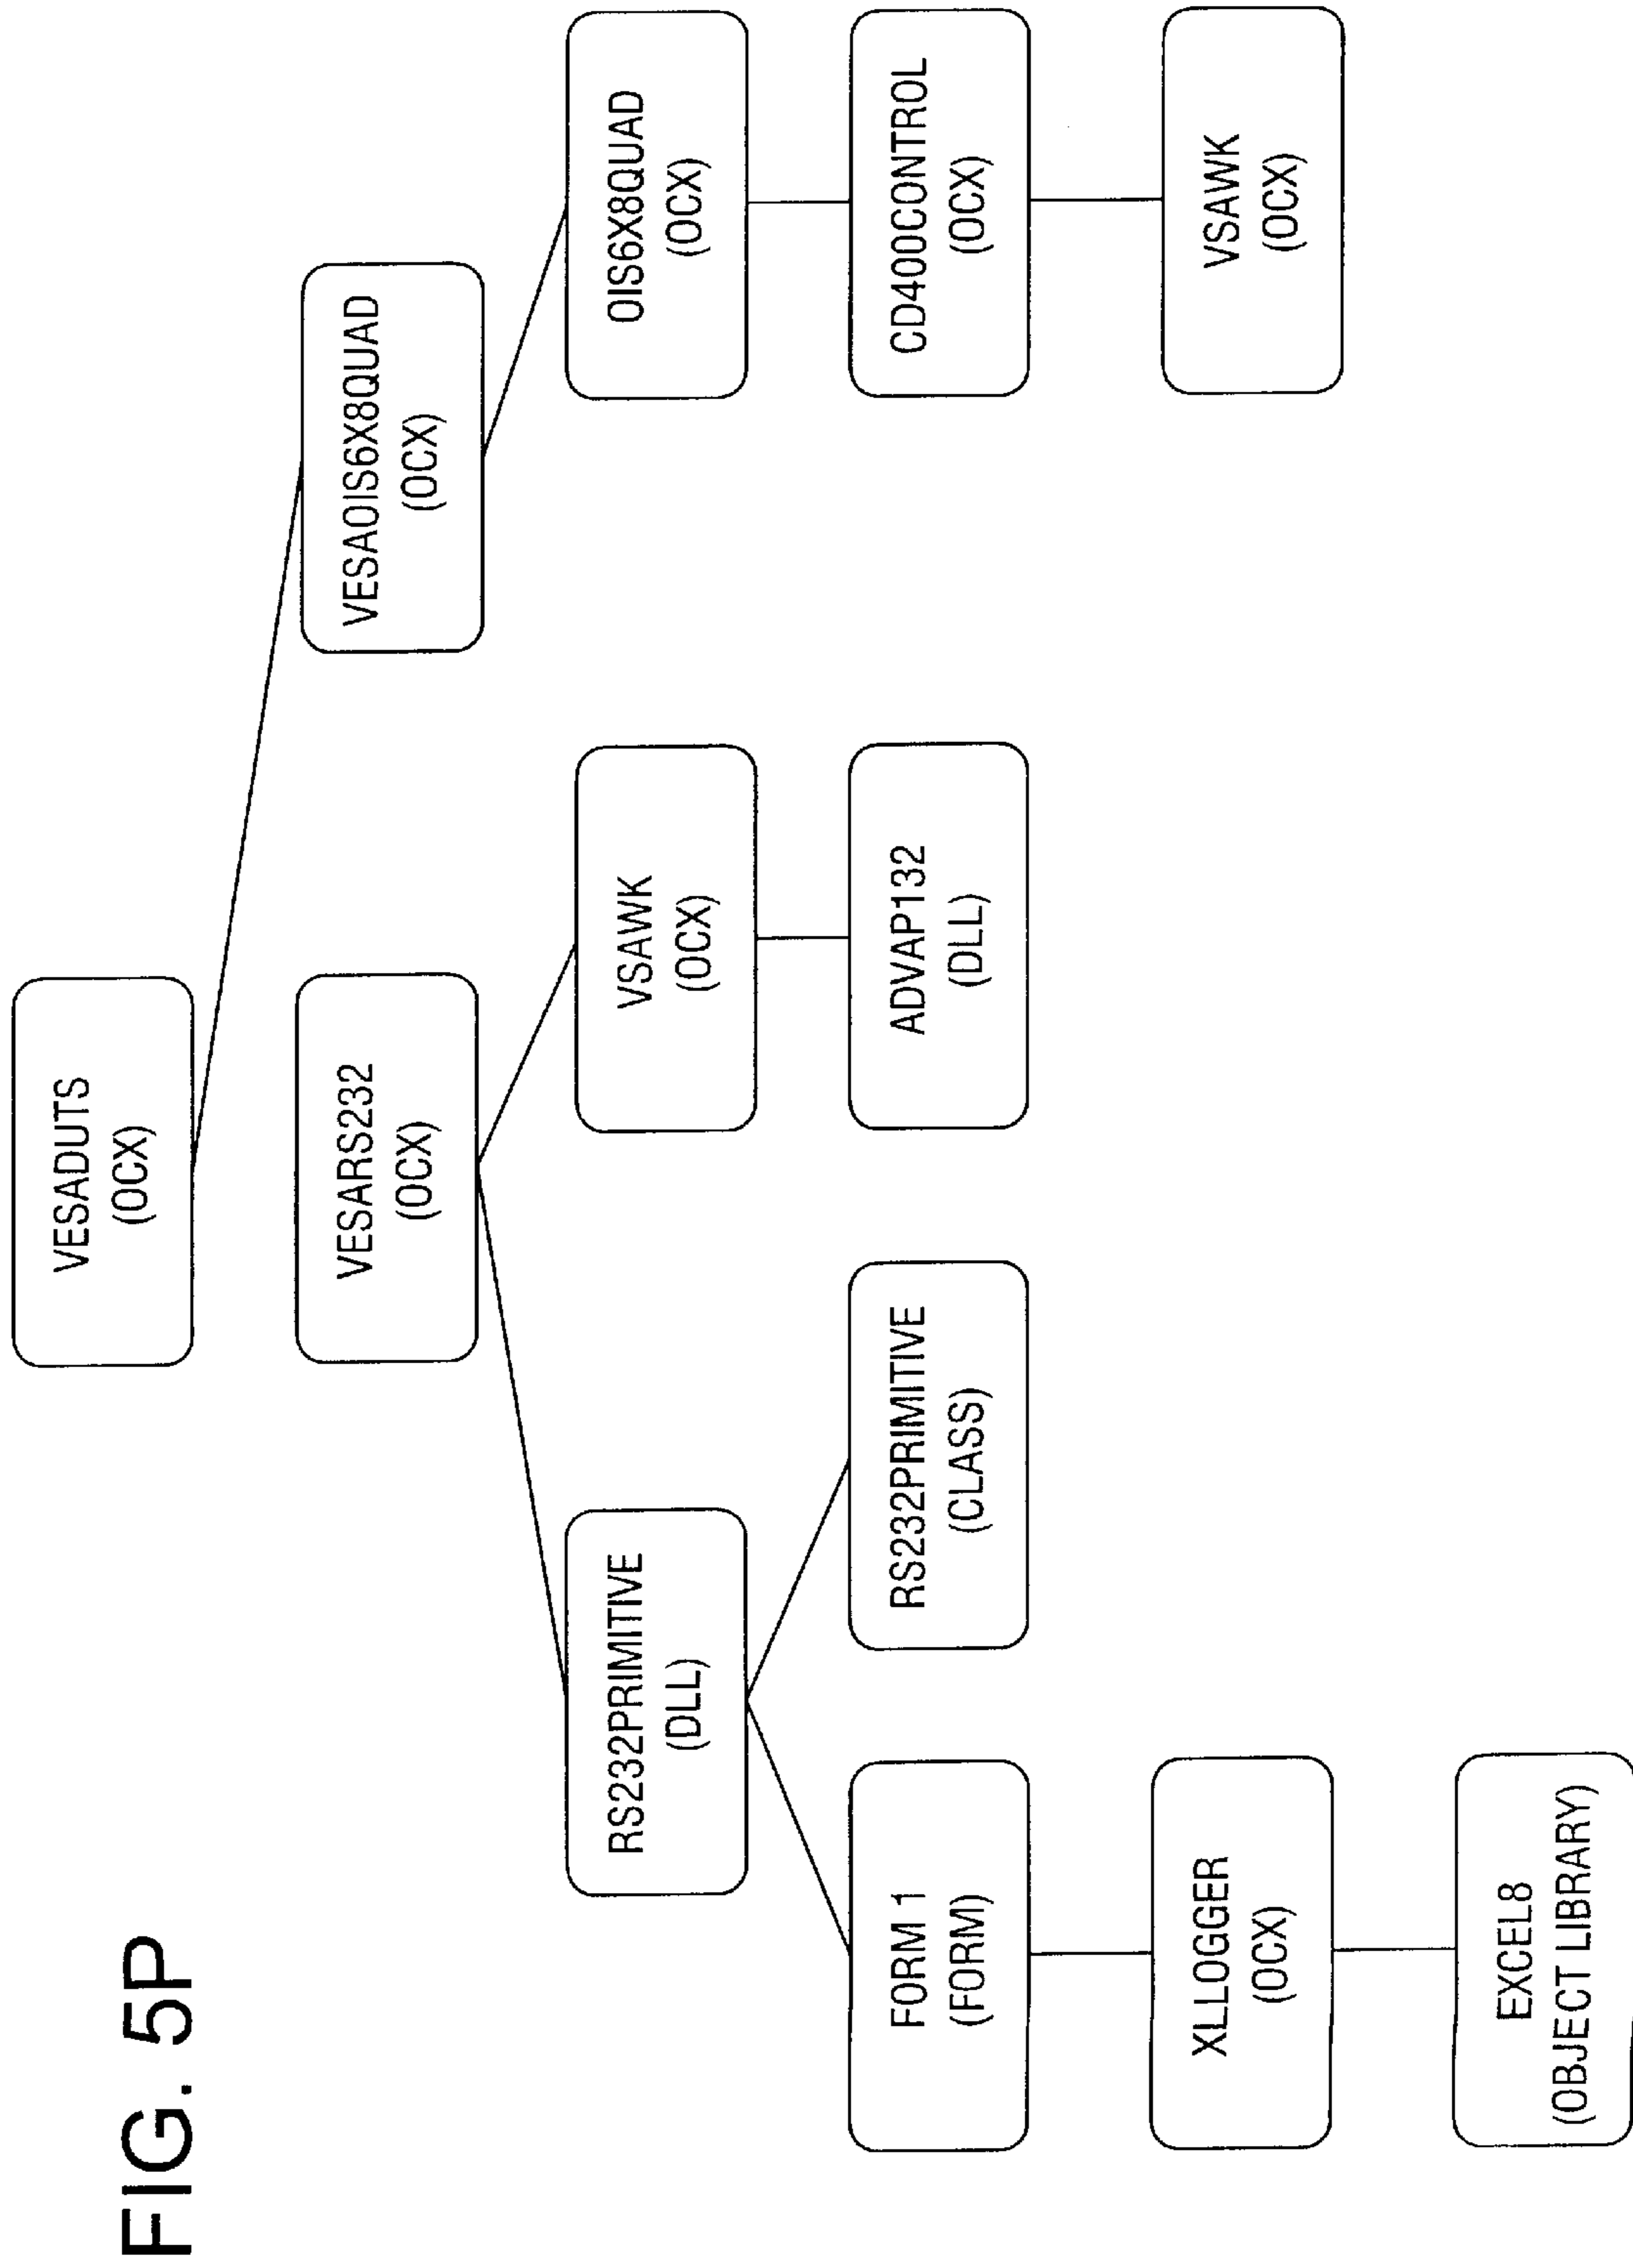 FIG. 5P
VESADUTS
(OCX)
VESARS232
(OCX)
VESAOIS6X8QUAD
(OCX)
RS232PRIMITIVE
(DLL)
VSAWK
(OCX)
OIS6X8QUAD
(OCX)
FORM 1
(FORM)
RS232PRIMITIVE
(CLASS)
ADVAP132
(DLL)
CD400CONTROL
(OCX)
XLLOGGER
(OCX)
VSAWK
(OCX)
EXCEL8
(OBJECT LIBRARY)